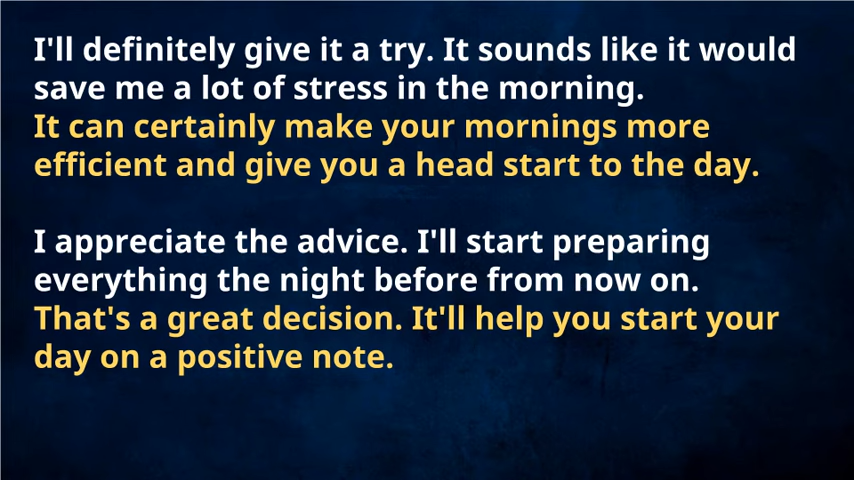 I'll definitely give it a try. It sounds like it would
save me a lot of stress in the morning.
It can certainly make your mornings more
efficient and give you a head start to the day.
I appreciate the advice. I'll start preparing
everything the night before from now on.
That's a great decision. It'll help you start your
day on a positive note.